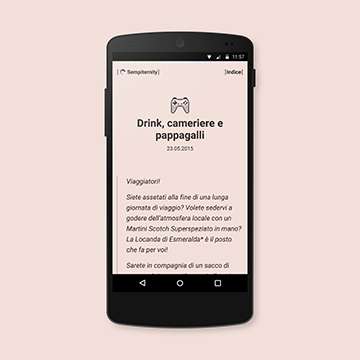 11:57
[ Sempiternity]
[Indice]
Drink, cameriere e
pappagalli
23.05.2015
Viaggiatori!
Siete assetati alla fine di una lunga
giornata di viaggio? Volete sedervi a
godere dell'atmosfera locale con un
Martini Scotch Superspeziato in mano?
La Locanda di Esmeralda* è il posto
che fa per voi!
Sarete in compagnia di un sacco di